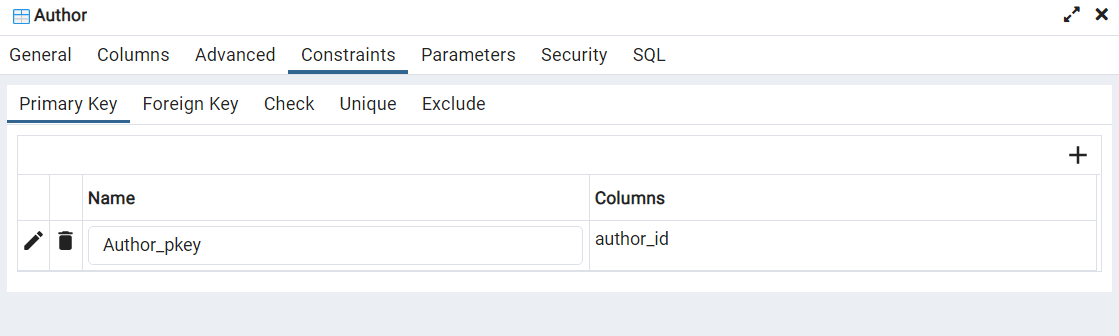 Author
General Columns Advanced Constraints Parameters Security SQL
Primary Key Foreign Key Check Unique Exclude
Name Columns
Author_pkey author_id